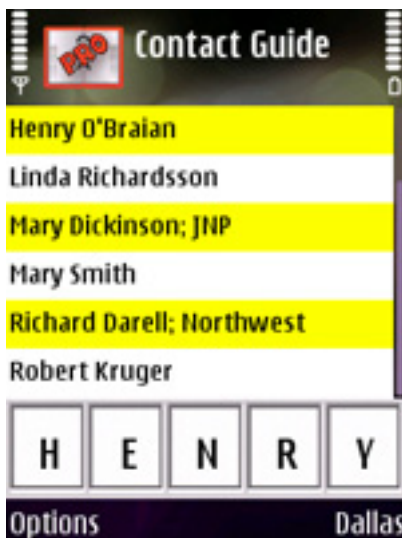 PRO
Contact Guide
Henry O'Braian
Linda Richardsson
Mary Dickinson; JNP
Mary Smith
Richard Darell; Northwest
Robert Kruger
H E N R Y
Options Dallas